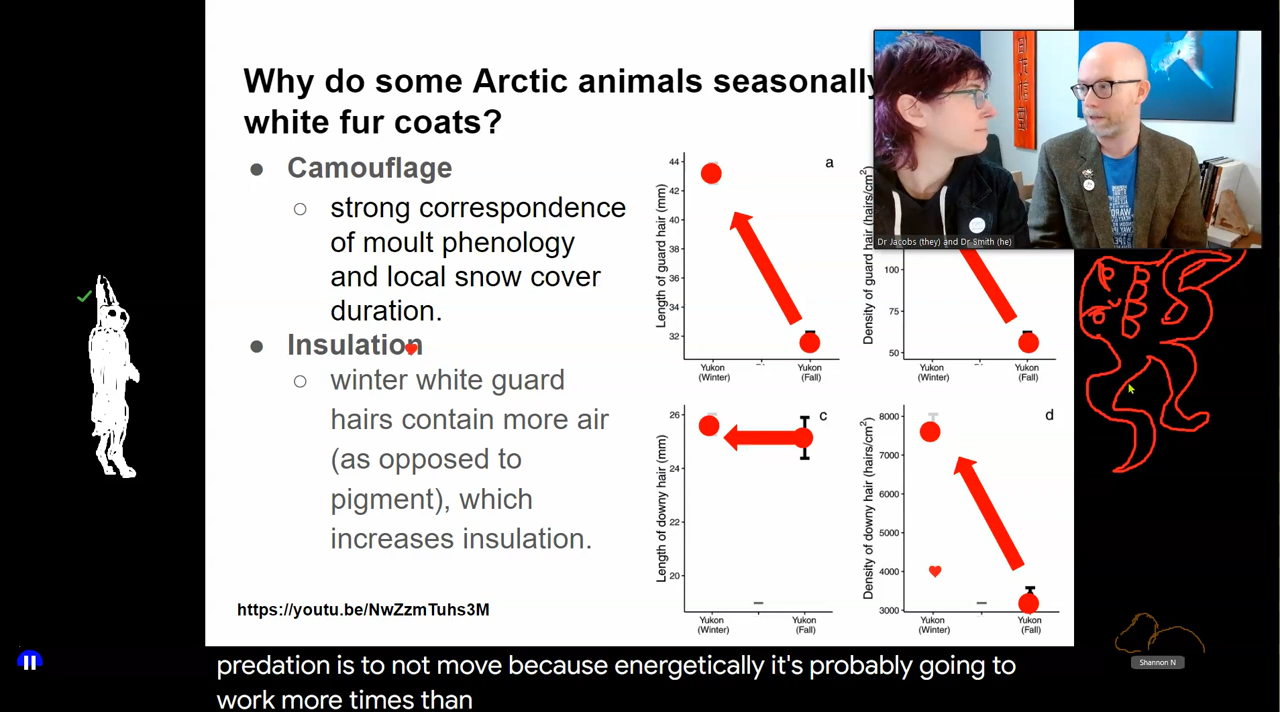 Why do some Arctic animals seasonally
white fur coats?
● Camouflage
○ strong correspondence
of moult phenology
and local snow cover
duration.
● Insulation
○ winter white guard
hairs contain more air
(as opposed to
pigment), which
increases insulation.
https://youtu.be/NwZzmTuhs3M
a
Length of guard hair (mm)
44
42
40
38
36
34
32
Yukon
(Winter)
Yukon
(Fall)
Density of guard hair (hairs/cm²)
100
75
50
Yukon
(Winter)
Yukon
(Fall)
c
Length of downy hair (mm)
26
24
22
20
Yukon
(Winter)
Yukon
(Fall)
d
Density of downy hair (hairs/cm²)
8000
7000
6000
5000
4000
3000
Yukon
(Winter)
Yukon
(Fall)
Dr Jacobs (they) and Dr Smith (he)
Shannon N
predation is to not move because energetically it's probably going to
work more times than